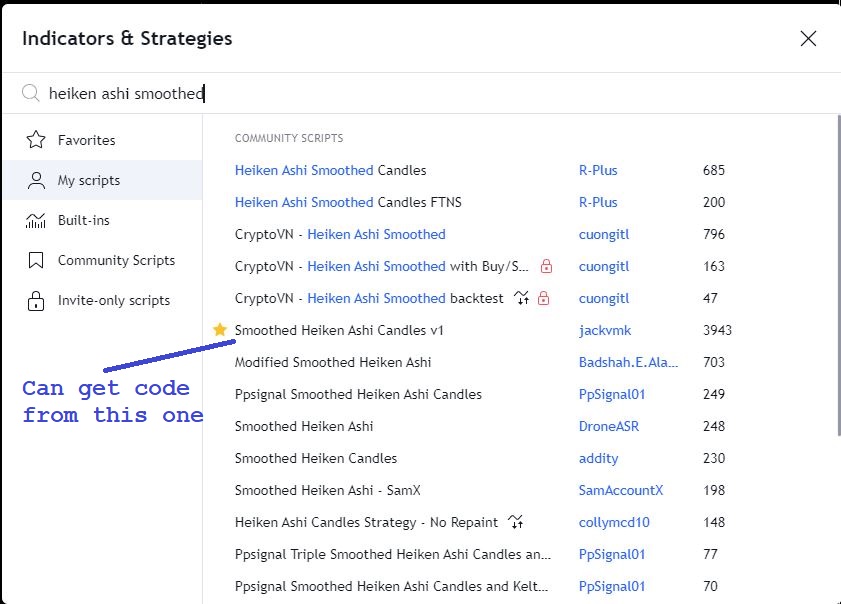 Indicators & Strategies
heiken ashi smoothed
Favorites
My scripts
Built-ins
Community Scripts
Invite-only scripts
COMMUNITY SCRIPTS
Heiken Ashi Smoothed Candles R-Plus 685
Heiken Ashi Smoothed Candles FTNS R-Plus 200
CryptoVN - Heiken Ashi Smoothed cuongitl 796
CryptoVN - Heiken Ashi Smoothed with Buy/S... cuongitl 163
CryptoVN - Heiken Ashi Smoothed backtest cuongitl 47
Smoothed Heiken Ashi Candles v1 jackvmk 3943
Modified Smoothed Heiken Ashi Badshah.E.Ala... 703
Ppsignal Smoothed Heiken Ashi Candles PpSignal01 249
Smoothed Heiken Ashi DroneASR 248
Smoothed Heiken Candles addity 230
Smoothed Heiken Ashi - SamX SamAccountX 198
Heiken Ashi Candles Strategy - No Repaint collymcd10 148
Ppsignal Triple Smoothed Heiken Ashi Candles an... PpSignal01 77
Ppsignal Smoothed Heiken Ashi Candles and Kelt... PpSignal01 70
Can get code
from this one